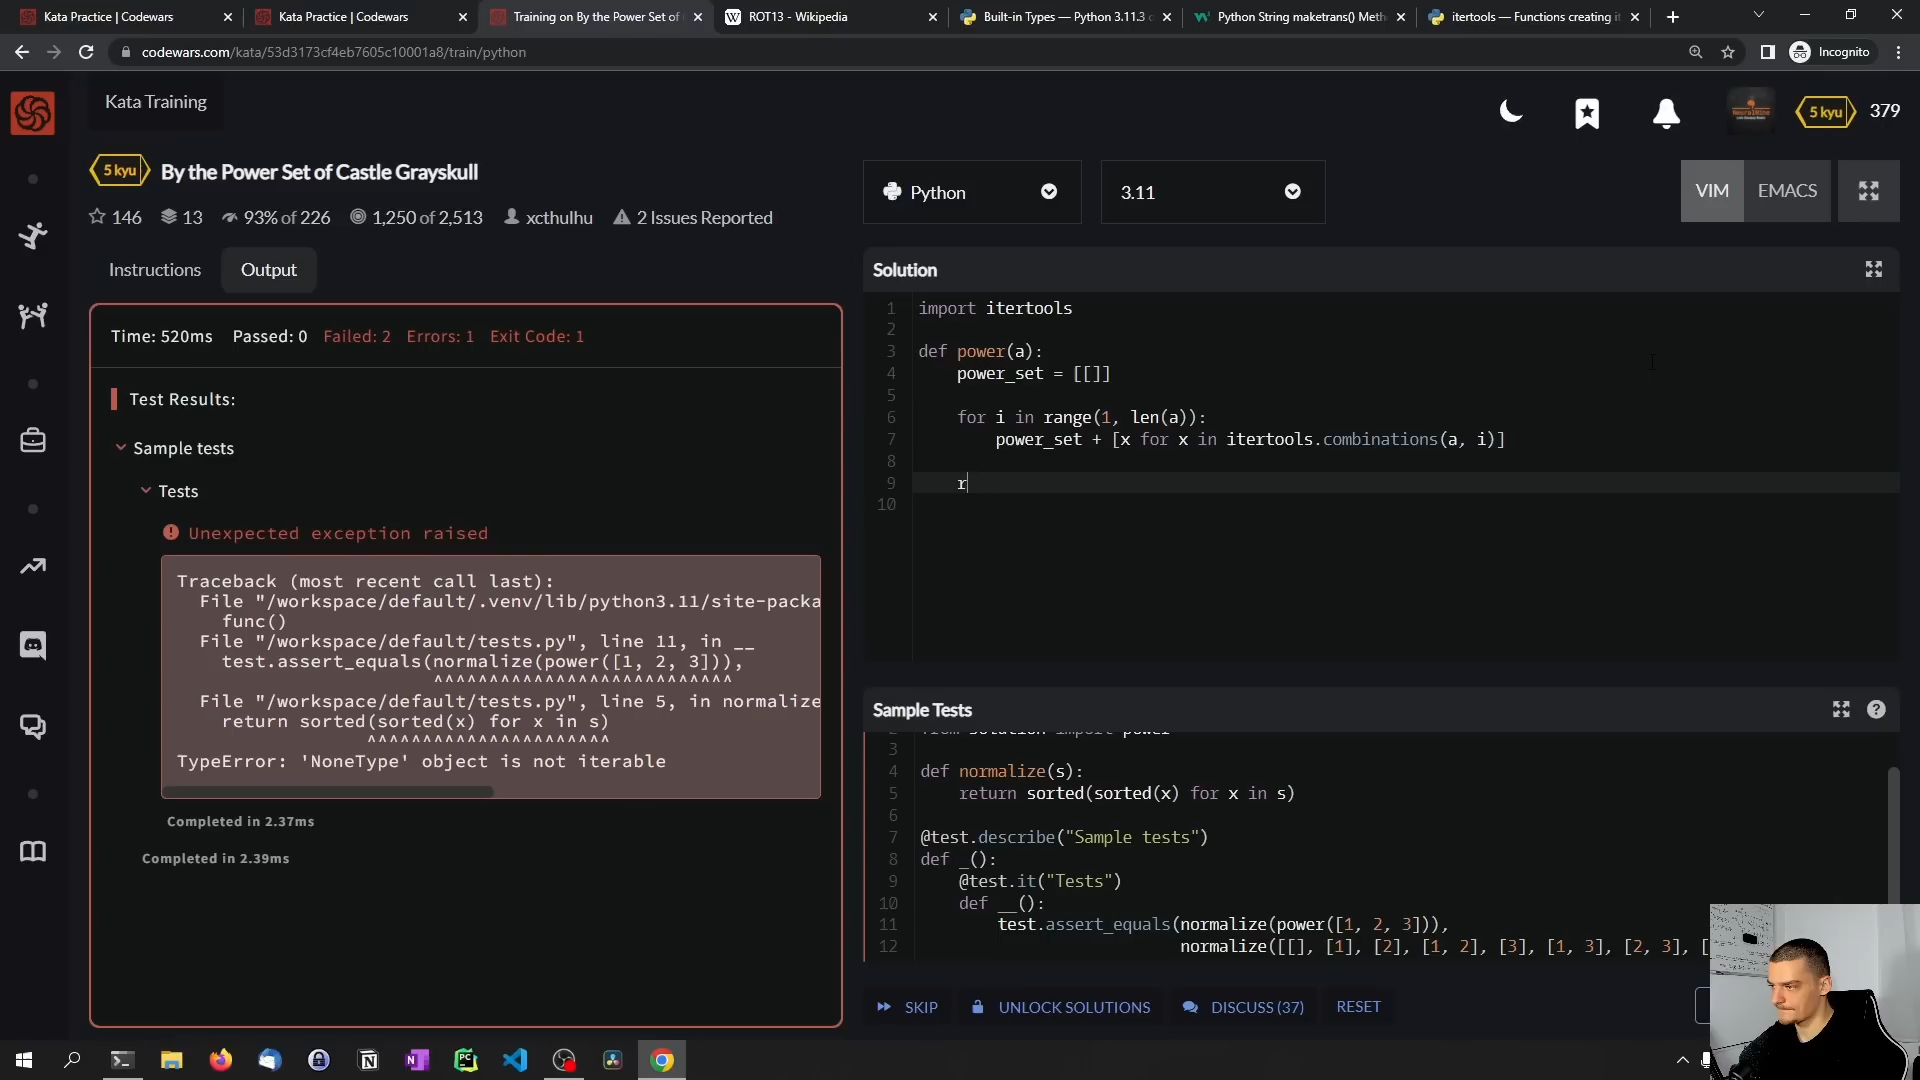 Kata Practice | Codewars
Kata Practice | Codewars
Training on By the Power Set of
ROT13 - Wikipedia
Built-in Types — Python 3.11.3
Python String maketrans() Meth
itertools — Functions creating it
codewars.com/kata/53d3173cf4eb7605c10001a8/train/python
Incognito
Kata Training
5 kyu
379
5 kyu
By the Power Set of Castle Grayskull
146
13
93% of 226
1,250 of 2,513
xcthulhu
2 Issues Reported
Python
3.11
VIM
EMACS
Instructions
Output
Time: 520ms Passed: 0 Failed: 2 Errors: 1 Exit Code: 1
Test Results:
Sample tests
Tests
Unexpected exception raised
Traceback (most recent call last):
File "/workspace/default/.venv/lib/python3.11/site-packa
func()
File "/workspace/default/tests.py", line 11, in __
test.assert_equals(normalize(power([1, 2, 3])),
^^^^^^^^^^^^^^^^^^^^^^^^^^^
File "/workspace/default/tests.py", line 5, in normalize
return sorted(sorted(x) for x in s)
^^^^^^^^^^^^^^^^^^^^^^
TypeError: 'NoneType' object is not iterable
Completed in 2.37ms
Completed in 2.39ms
Solution
1 import itertools
2
3 def power(a):
4 power_set = [[]]
5
6 for i in range(1, len(a)):
7 power_set + [x for x in itertools.combinations(a, i)]
8
9 r
10
Sample Tests
3
4 def normalize(s):
5 return sorted(sorted(x) for x in s)
6
7 @test.describe("Sample tests")
8 def _():
9 @test.it("Tests")
10 def __():
11 test.assert_equals(normalize(power([1, 2, 3])),
12 normalize([[], [1], [2], [1, 2], [3], [1, 3], [2, 3], [
SKIP
UNLOCK SOLUTIONS
DISCUSS (37)
RESET